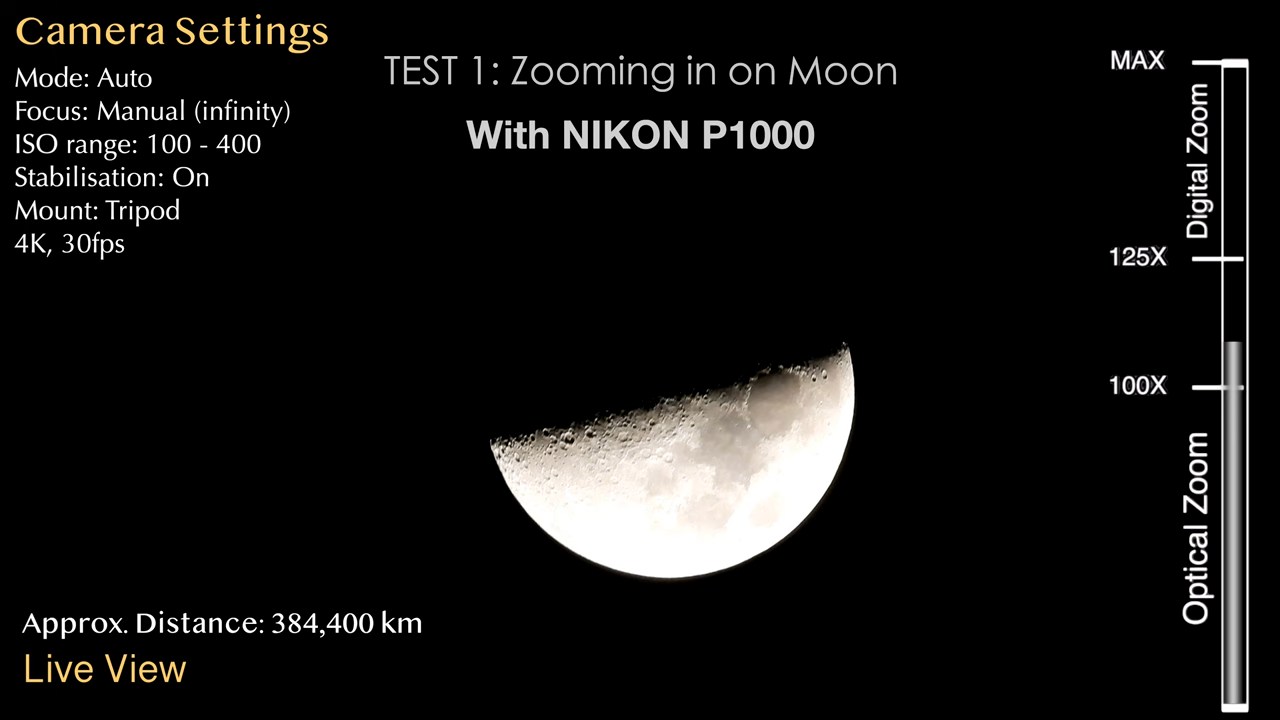 Camera Settings
Mode: Auto
Focus: Manual (infinity)
ISO range: 100 - 400
Stabilisation: On
Mount: Tripod
4K, 30fps
TEST 1: Zooming in on Moon
With NIKON P1000
MAX
Digital Zoom
125X
100X
Optical Zoom
Approx. Distance: 384,400 km
Live View